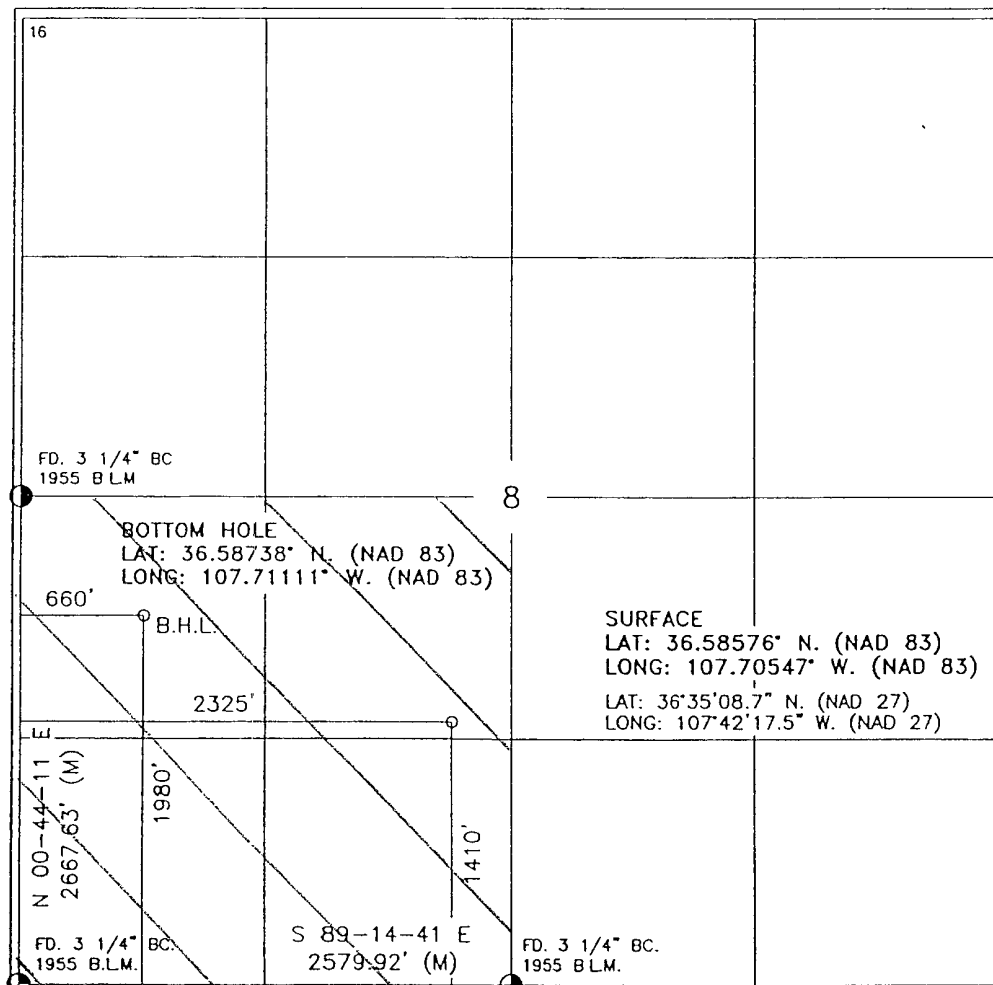 16
FD. 3 1/4" BC
1955 B.L.M
8
BOTTOM HOLE
LAT: 36.58738° N. (NAD 83)
LONG: 107.71111° W. (NAD 83)
660'
B.H.L.
SURFACE
LAT: 36.58576° N. (NAD 83)
LONG: 107.70547° W. (NAD 83)
LAT: 36°35'08.7" N. (NAD 27)
LONG: 107°42'17.5" W. (NAD 27)
2325'
N 00-44-11 E
2667.63' (M)
1980'
1410'
S 89-14-41 E
2579.92' (M)
FD. 3 1/4" BC.
1955 B.L.M.
FD. 3 1/4" BC.
1955 B.L.M.